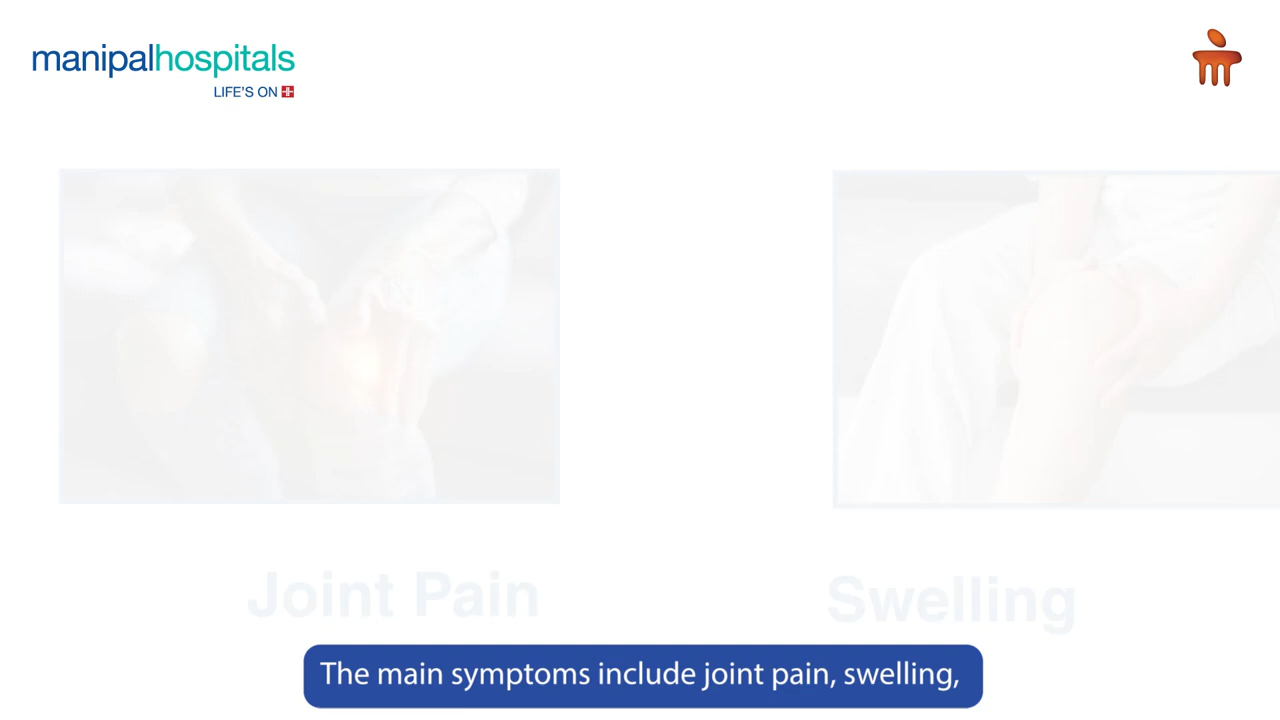 manipalhospitals
LIFE'S ON
Joint Pain
Swelling
The main symptoms include joint pain, swelling,